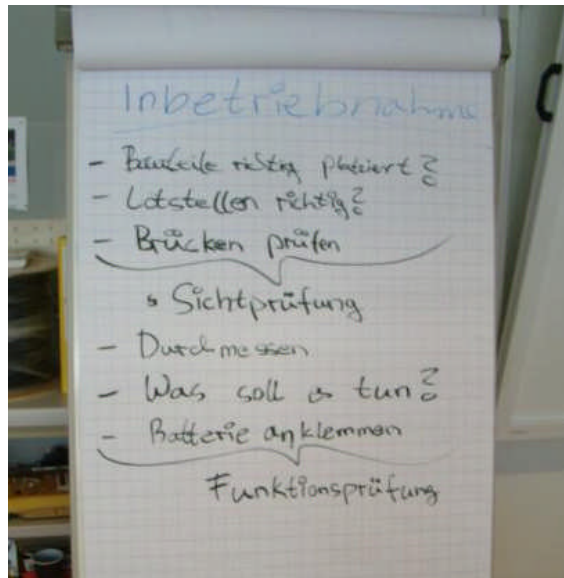 Inbetriebnahme
- Bauteile richtig platziert?
- Lötstellen richtig?
- Brücken prüfen
Sichtprüfung
- Durchmessen
- Was soll es tun?
- Batterie anklemmen
Funktionsprüfung